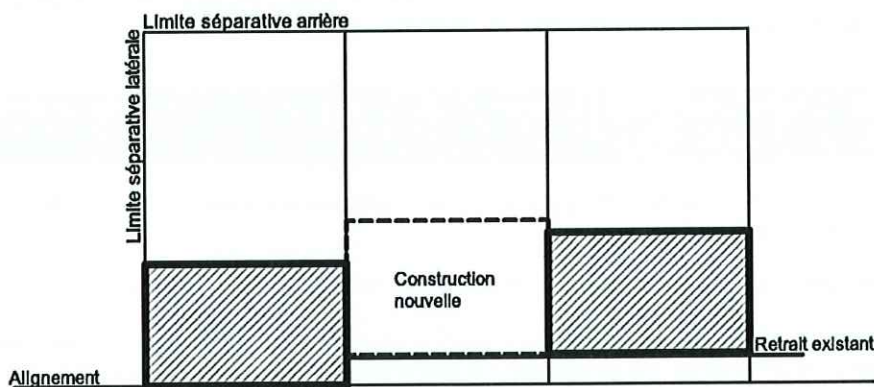 Limite séparative arrière
Limite séparative latérale
Construction
nouvelle
Retrait existant
Alignement